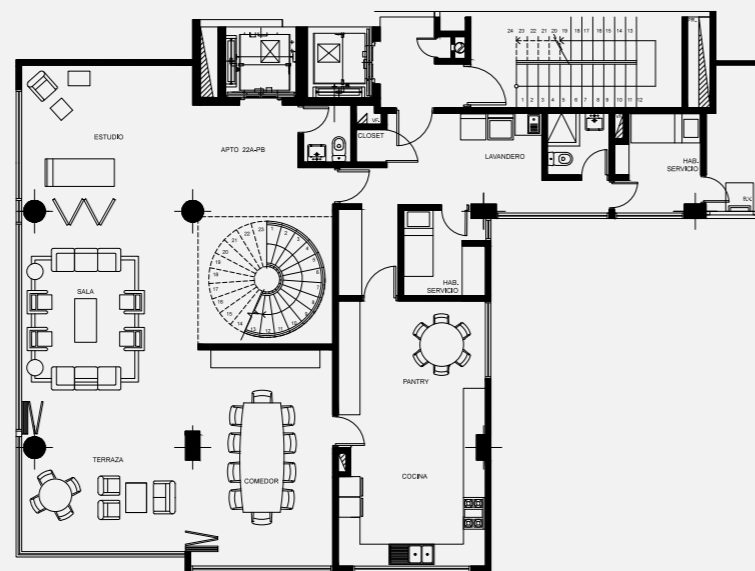 24 23 22 21 20 19 18 17 16 15 14 13
1 2 3 4 5 6 7 8 9 10 11 12
ESTUDIO
APTO 22A-PB
CLOSET
LAVANDERO
HAB.
SERVICIO
SALA
HAB.
SERVICIO
PANTRY
TERRAZA
COMEDOR
COCINA